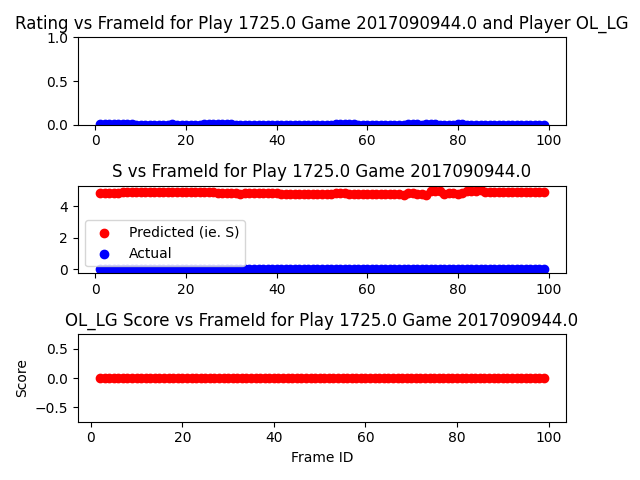 Rating vs FrameId for Play 1725.0 Game 2017090944.0 and Player OL_LG
1.0
0.5
0.0
0 20 40 60 80 100
S vs FrameId for Play 1725.0 Game 2017090944.0
4
2
0
Predicted (ie. S)
Actual
0 20 40 60 80 100
OL_LG Score vs FrameId for Play 1725.0 Game 2017090944.0
Score
0.5
0.0
−0.5
0 20 40 60 80 100
Frame ID